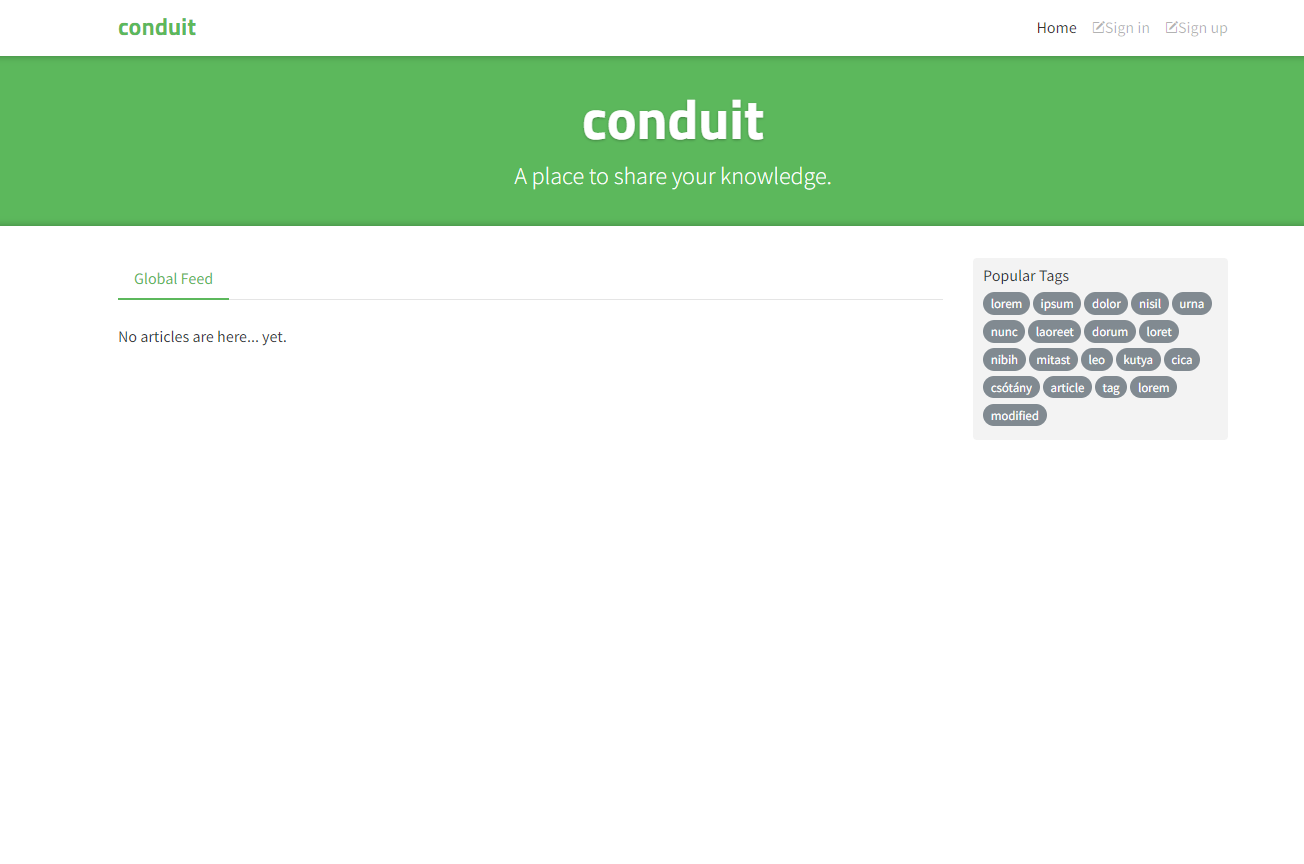 conduit
Home Sign in Sign up
conduit
A place to share your knowledge.
Global Feed
No articles are here... yet.
Popular Tags
lorem ipsum dolor nisil urna
nunc laoreet dorum loret
nibih mitast leo kutya cica
csótány article tag lorem
modified